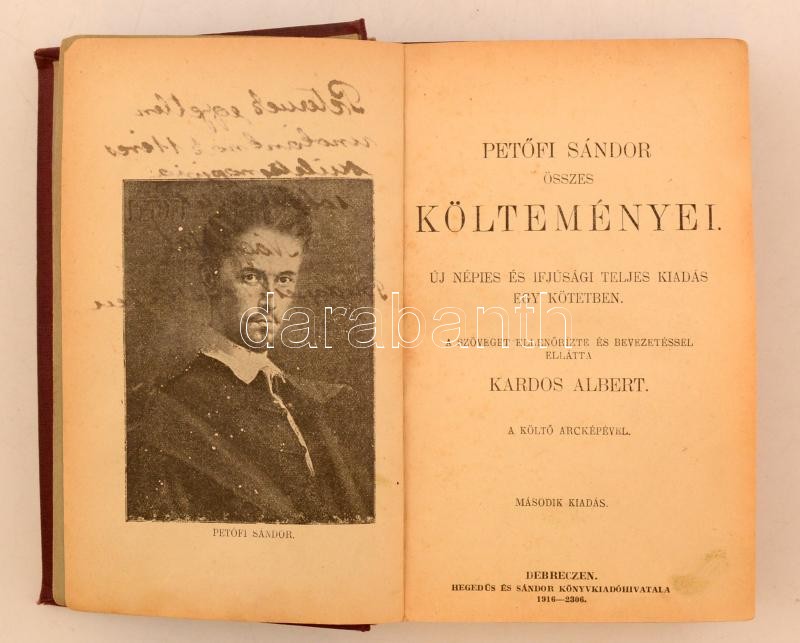 egyetlen
PETŐFI SÁNDOR.
PETŐFI SÁNDOR
ÖSSZES
KÖLTEMÉNYEI.
ÚJ NÉPIES ÉS IFJÚSÁGI TELJES KIADÁS
EGY KÖTETBEN.
A SZÖVEGET ELLENŐRIZTE ÉS BEVEZETÉSSEL
ELLÁTTA
KARDOS ALBERT.
A KÖLTŐ ARCKÉPÉVEL.
MÁSODIK KIADÁS.
DEBRECZEN.
HEGEDŰS ÉS SÁNDOR KÖNYVKIADÓHIVATALA
1916—2306.
darabanth